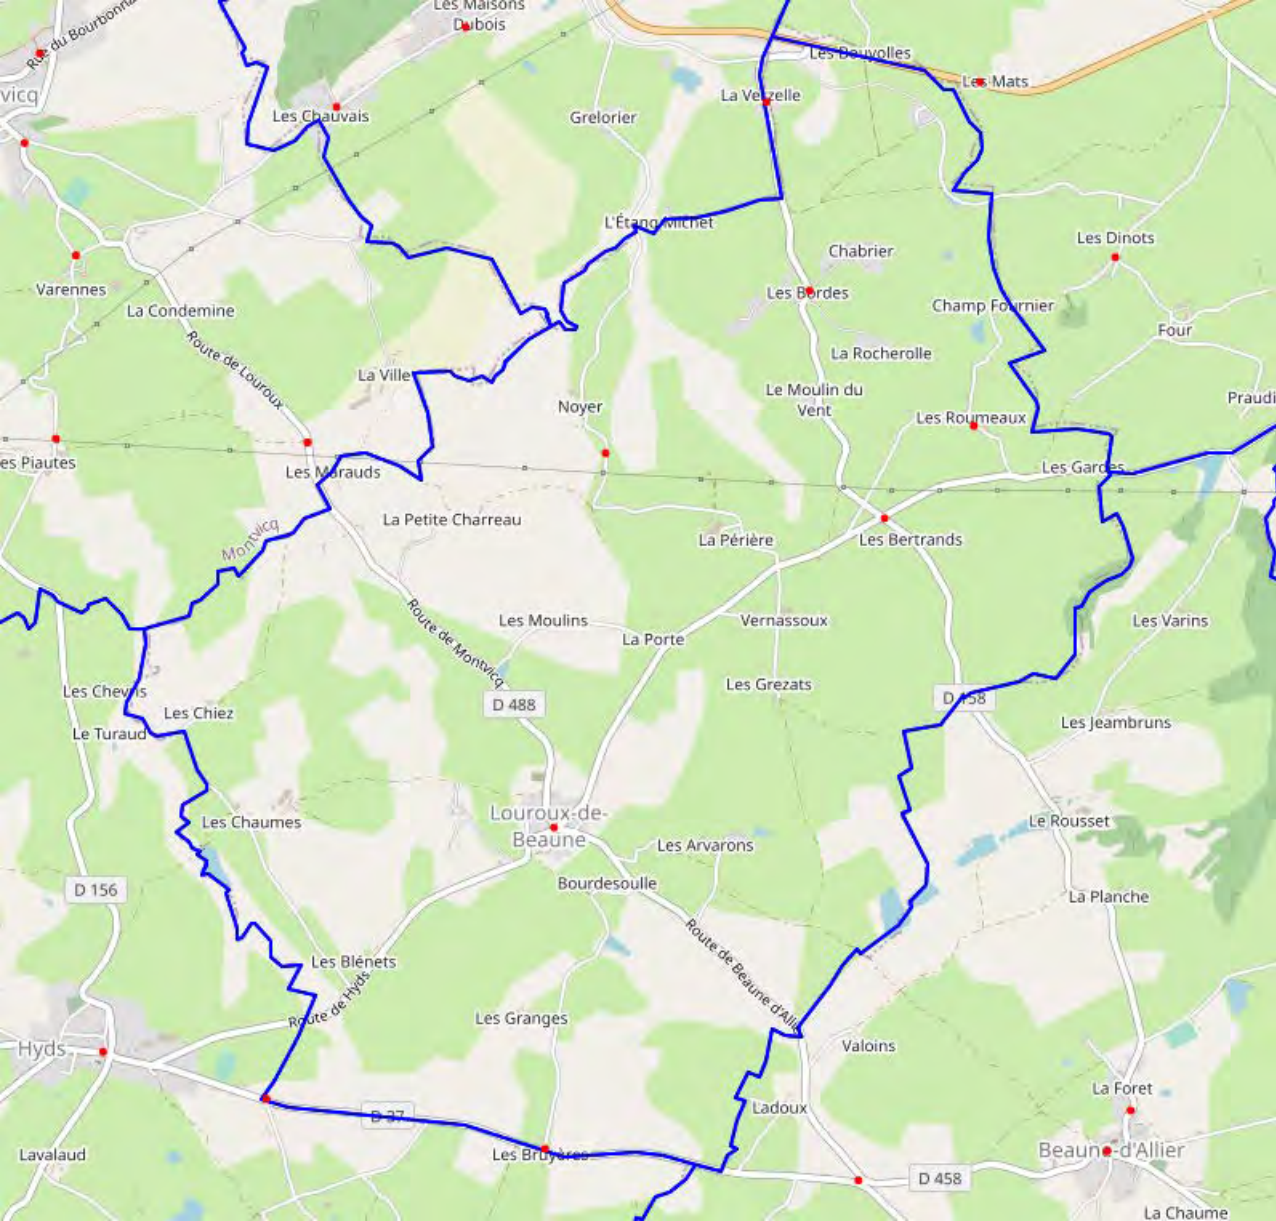 Les Maisons
Dubois
Rue du Bourbonna
Les Bouvolles
Les Mats
vicq
La Verzelle
Les Chauvais
Grelorier
L'Étang Michet
Les Dinots
Chabrier
Varennes
Les Bordes
La Condemine
Champ Fournier
Four
Route de Louroux
La Rocherolle
La Ville
Le Moulin du
Vent
Praudi
Noyer
Les Roumeaux
es Piautes
Les Marauds
Les Gardes
La Petite Charreau
Montvicq
La Périère
Les Bertrands
Les Moulins
Vernassoux
Les Varins
La Porte
Route de Montvicq
Les Grezats
Les Chevris
D 488
D 458
Les Chiez
Les Jeambruns
Le Turaud
Louroux-de-
Beaune
Les Chaumes
Le Rousset
Les Arvarons
Bourdesoulle
D 156
La Planche
Route de Beaune d'Allie
Les Blénets
Route de Hyds
Les Granges
Hyds
Valoins
La Foret
Ladoux
D 37
Les Bruyères
Beaune-d'Allier
Lavalaud
D 458
La Chaume